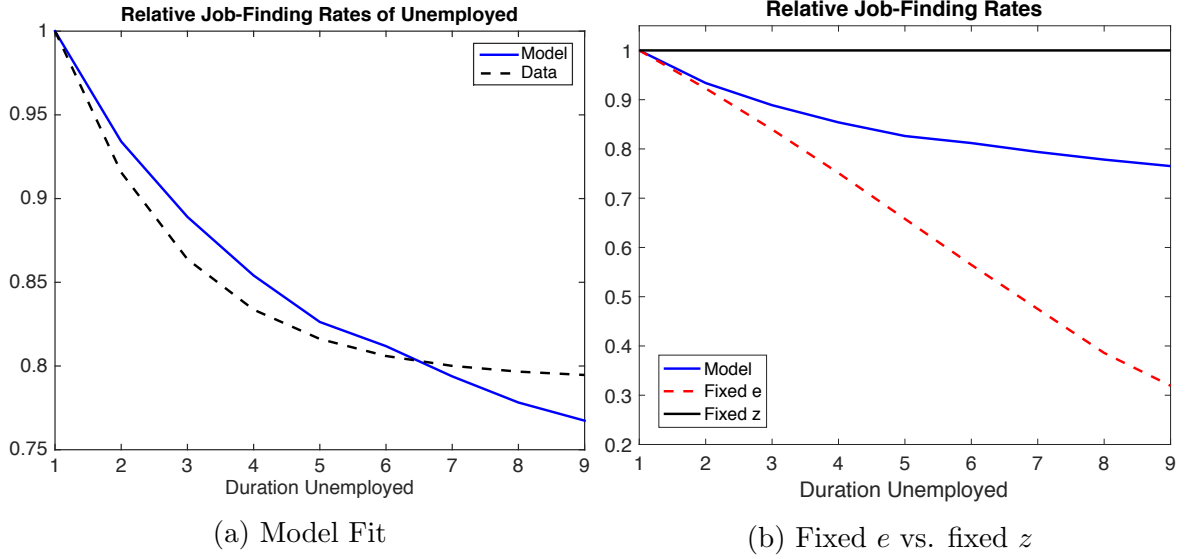 Relative Job-Finding Rates of Unemployed
1
0.95
0.9
0.85
0.8
0.75
1 2 3 4 5 6 7 8 9
Duration Unemployed
Model
Data
(a) Model Fit
Relative Job-Finding Rates
1
0.9
0.8
0.7
0.6
0.5
0.4
0.3
0.2
1 2 3 4 5 6 7 8 9
Duration Unemployed
Model
Fixed e
Fixed z
(b) Fixed e vs. fixed z